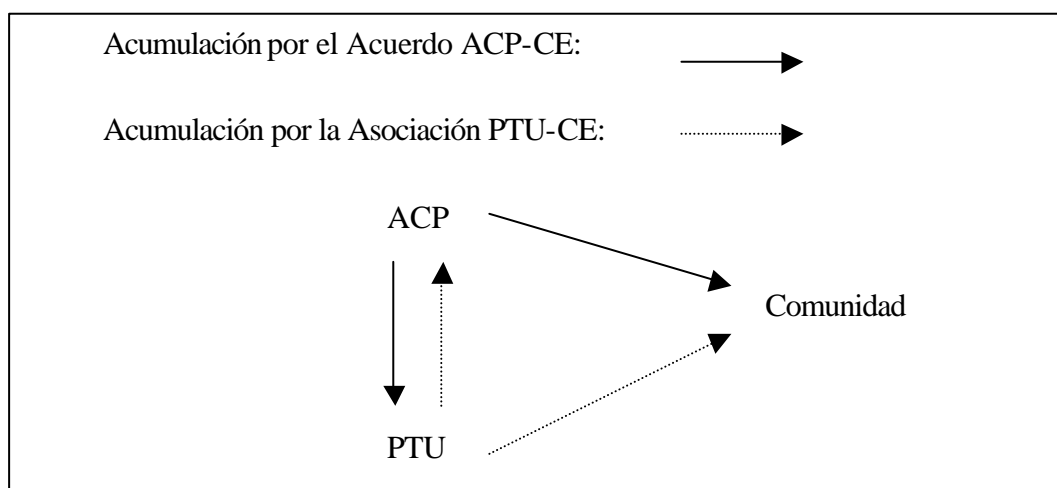 Acumulación por el Acuerdo ACP-CE:
Acumulación por la Asociación PTU-CE:
ACP
Comunidad
PTU